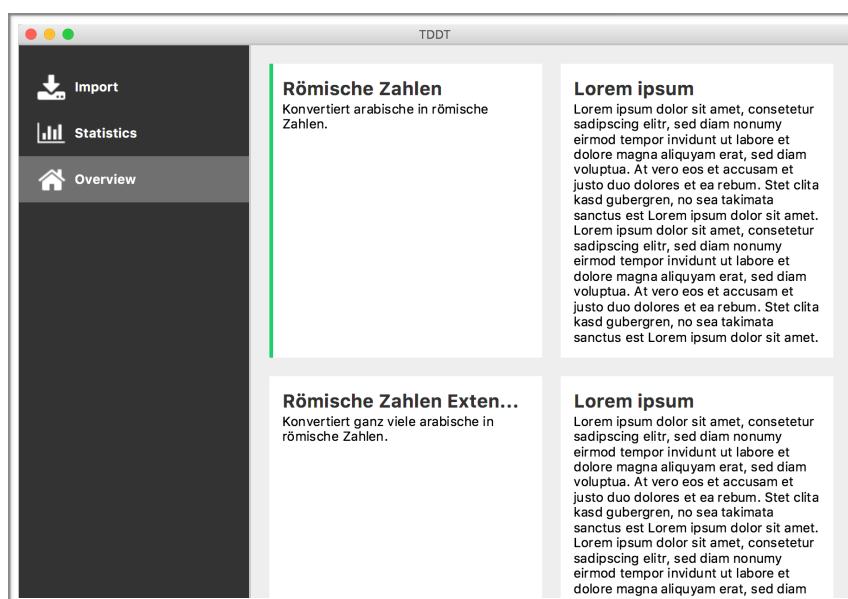 TDDT
Import
Statistics
Overview
Römische Zahlen
Konvertiert arabische in römische
Zahlen.
Lorem ipsum
Lorem ipsum dolor sit amet, consetetur
sadipscing elitr, sed diam nonumy
eirmod tempor invidunt ut labore et
dolore magna aliquyam erat, sed diam
voluptua. At vero eos et accusam et
justo duo dolores et ea rebum. Stet clita
kasd gubergren, no sea takimata
sanctus est Lorem ipsum dolor sit amet.
Lorem ipsum dolor sit amet, consetetur
sadipscing elitr, sed diam nonumy
eirmod tempor invidunt ut labore et
dolore magna aliquyam erat, sed diam
voluptua. At vero eos et accusam et
justo duo dolores et ea rebum. Stet clita
kasd gubergren, no sea takimata
sanctus est Lorem ipsum dolor sit amet.
Römische Zahlen Exten...
Konvertiert ganz viele arabische in
römische Zahlen.
Lorem ipsum
Lorem ipsum dolor sit amet, consetetur
sadipscing elitr, sed diam nonumy
eirmod tempor invidunt ut labore et
dolore magna aliquyam erat, sed diam
voluptua. At vero eos et accusam et
justo duo dolores et ea rebum. Stet clita
kasd gubergren, no sea takimata
sanctus est Lorem ipsum dolor sit amet.
Lorem ipsum dolor sit amet, consetetur
sadipscing elitr, sed diam nonumy
eirmod tempor invidunt ut labore et
dolore magna aliquyam erat, sed diam